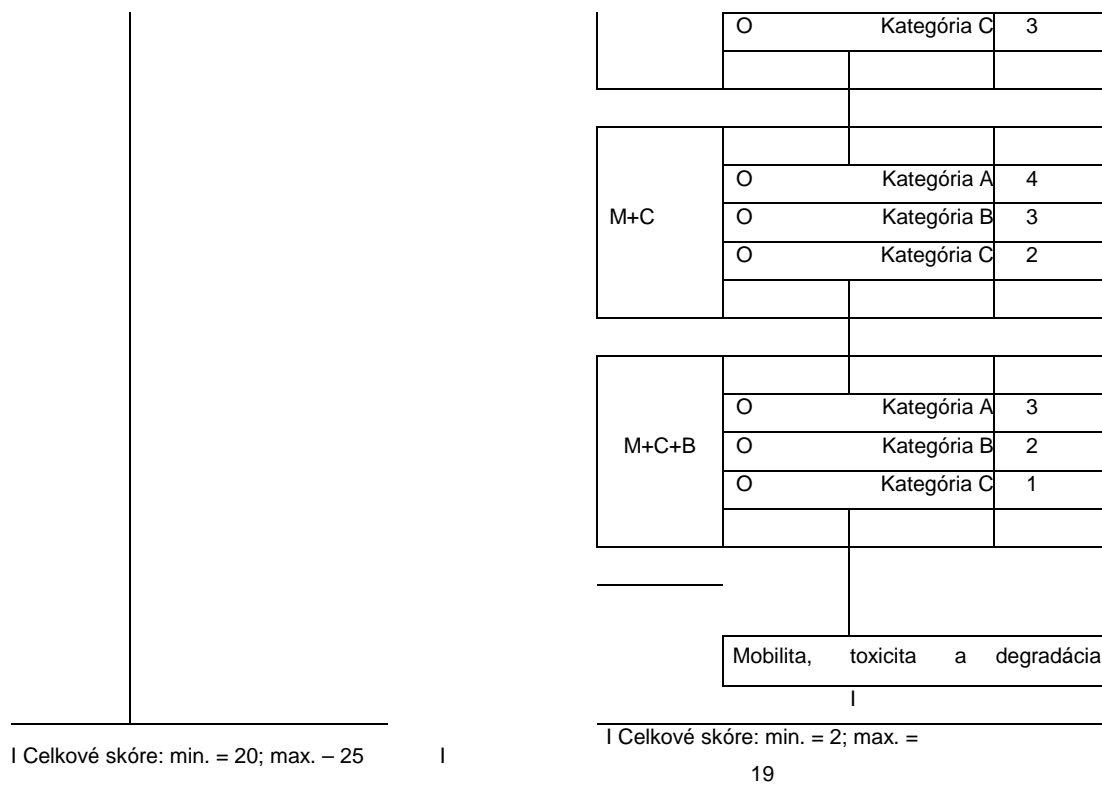 O Kategória C 3
O Kategória A 4
M+C O Kategória B 3
O Kategória C 2
O Kategória A 3
M+C+B O Kategória B 2
O Kategória C 1
Mobilita, toxicita a degradácia
I
I Celkové skóre: min. = 20; max. – 25 I
I Celkové skóre: min. = 2; max. =
19